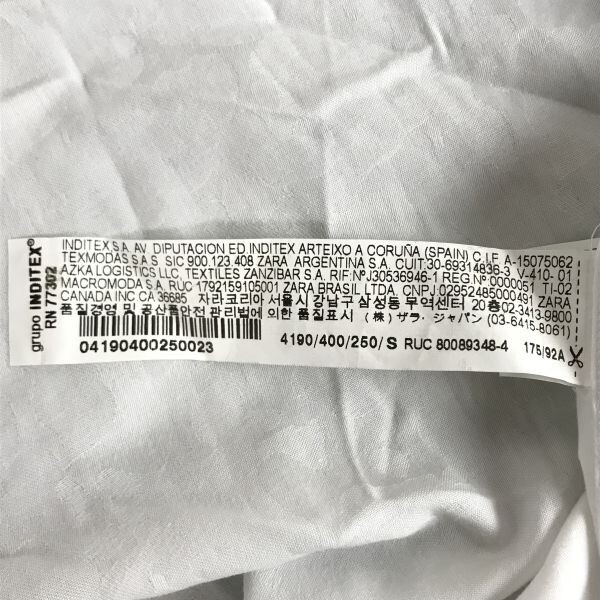 grupo INDITEX®
RN 77302
INDITEX S.A. AV. DIPUTACION ED INDITEX ARTEIXO A CORUÑA (SPAIN) C.I.F. A-15075062
TEXMODAS S.A.S. SIC 900.123.408 ZARA ARGENTINA S.A. CUIT:30-69314836-3 V-410- 01
AZKA LOGISTICS LLC, TEXTILES ZANZIBAR S.A. RIF:NºJ30536946-1 REG.Nº:0000051 TI-02
MACROMODA S.A. RUC 1792159105001 ZARA BRASIL LTDA. CNPJ:02952485000491 ZARA
CANADA INC CA 36685 자라코리아 서울시 강남구 삼성동 무역센터 20층02-3413-9800
품질경영 및 공산품안전 관리법에 의한 품질표시 (株) ザラ・ジャパン (03-6415-8061)
04190400250023
4190/400/250/ S RUC 80089348-4 175/92A